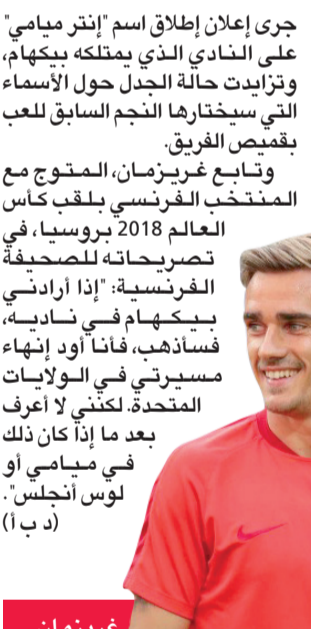 جرى إعلان إطلاق اسم "إنتر ميامي"
على النادي الذي يمتلكه بيكهام،
وتزايدت حالة الجدل حول الأسماء
التي سيختارها النجم السابق للعب
بقميص الفريق.
وتابع غريزمان، المتوج مع
المنتخب الفرنسي بلقب كأس
العالم 2018 بروسيا، في
تصريحاته للصحيفة
الفرنسية: "إذا أرادني
بيكهام في ناديه،
فسأذهب، فأنا أود إنهاء
مسيرتي في الولايات
المتحدة. لكنني لا أعرف
بعد ما إذا كان ذلك
في ميامي أو
لوس أنجلس".
(د ب أ)
غريزمان